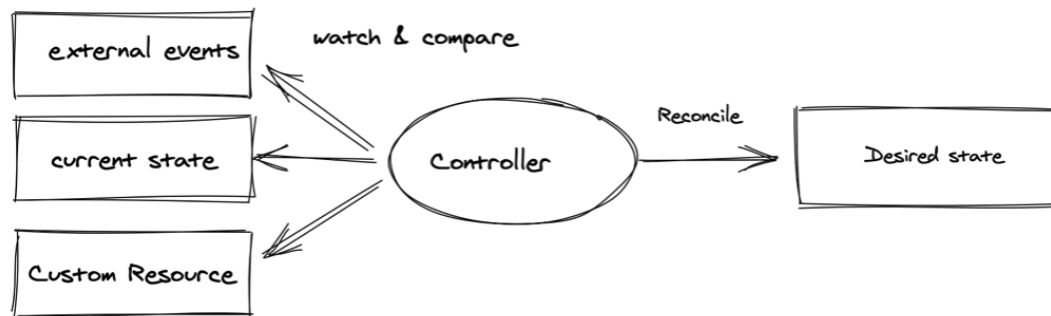 external events
watch & compare
Reconcile
current state
Controller
Desired state
Custom Resource